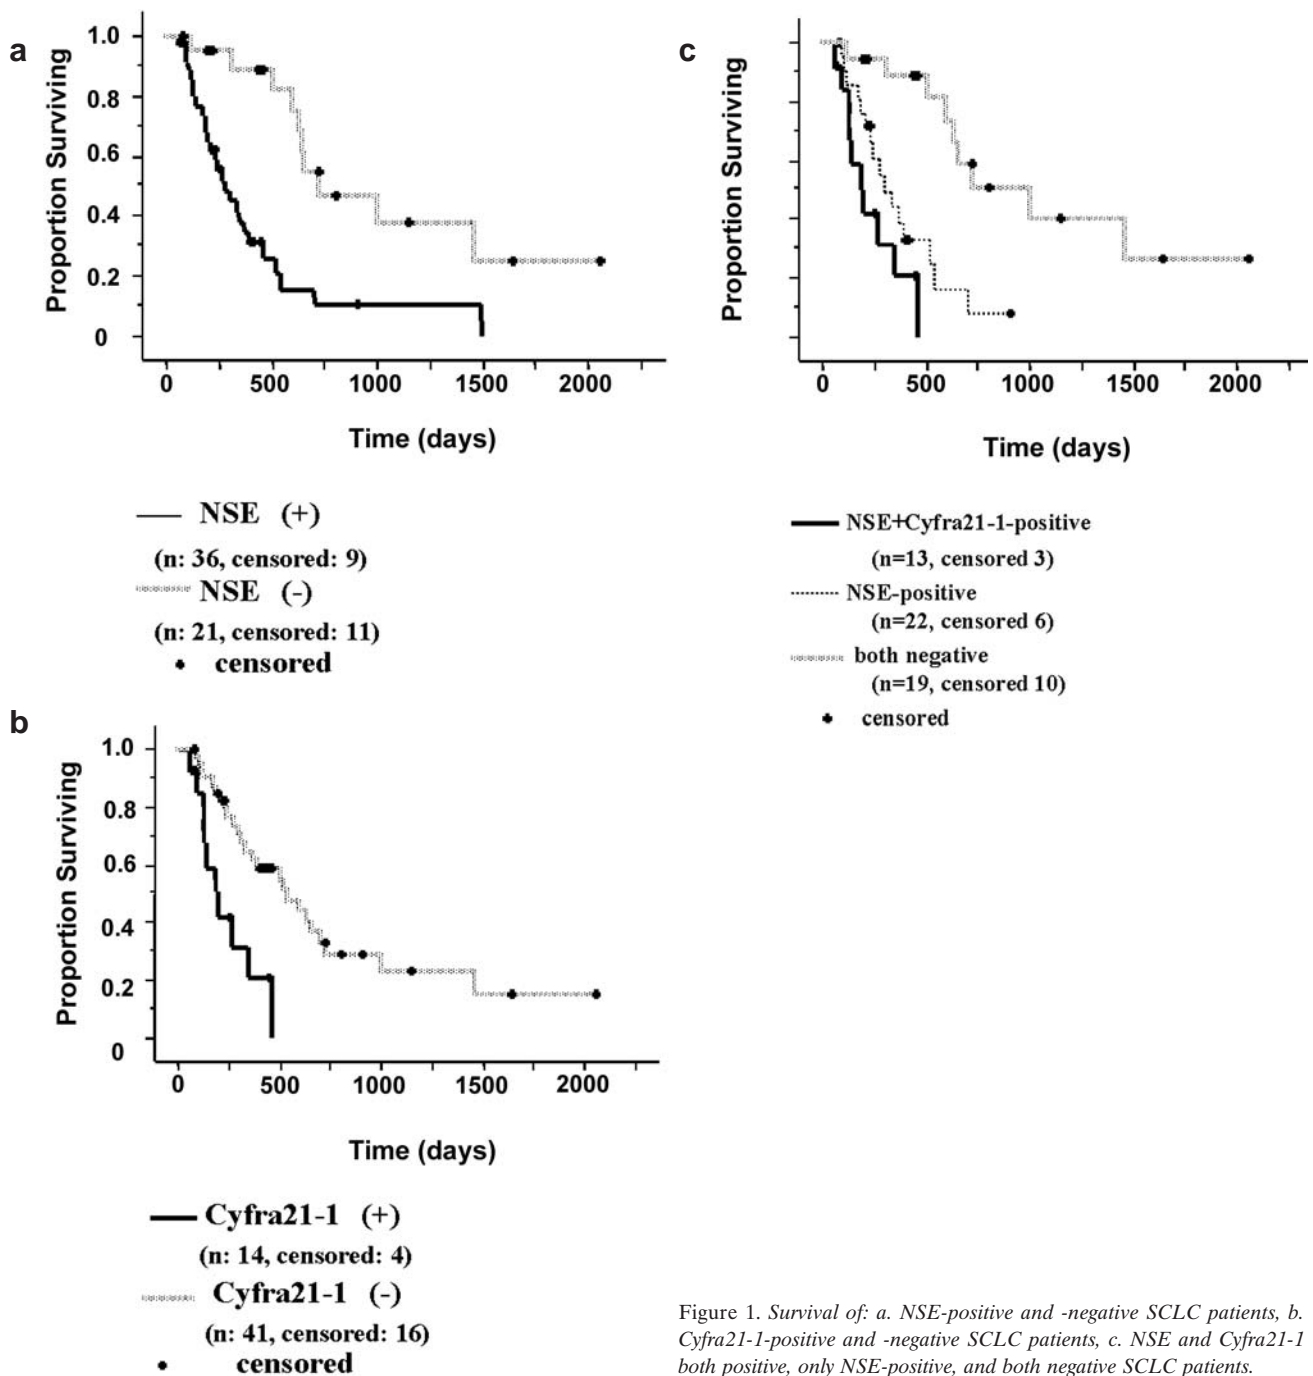 a
Proportion Surviving
1.0
0.8
0.6
0.4
0.2
0
0 500 1000 1500 2000
Time (days)
NSE (+)
(n: 36, censored: 9)
NSE (-)
(n: 21, censored: 11)
censored
b
Proportion Surviving
1.0
0.8
0.6
0.4
0.2
0
0 500 1000 1500 2000
Time (days)
Cyfra21-1 (+)
(n: 14, censored: 4)
Cyfra21-1 (-)
(n: 41, censored: 16)
censored
c
Proportion Surviving
0 500 1000 1500 2000
Time (days)
NSE+Cyfra21-1-positive
(n=13, censored 3)
NSE-positive
(n=22, censored 6)
both negative
(n=19, censored 10)
censored
Figure 1. Survival of: a. NSE-positive and -negative SCLC patients, b.
Cyfra21-1-positive and -negative SCLC patients, c. NSE and Cyfra21-1
both positive, only NSE-positive, and both negative SCLC patients.